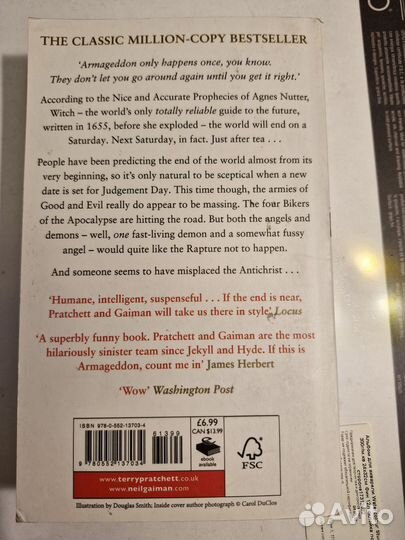 THE CLASSIC MILLION-COPY BESTSELLER
‘Armageddon only happens once, you know.
They don’t let you go around again until you get it right.’
According to the Nice and Accurate Prophecies of Agnes Nutter,
Witch – the world’s only totally reliable guide to the future,
written in 1655, before she exploded – the world will end on a
Saturday. Next Saturday, in fact. Just after tea . . .
People have been predicting the end of the world almost from its
very beginning, so it’s only natural to be sceptical when a new
date is set for Judgement Day. This time though, the armies of
Good and Evil really do appear to be massing. The four Bikers
of the Apocalypse are hitting the road. But both the angels and
demons – well, one fast-living demon and a somewhat fussy
angel – would quite like the Rapture not to happen.
And someone seems to have misplaced the Antichrist . . .
‘Humane, intelligent, suspenseful . . . If the end is near,
Pratchett and Gaiman will take us there in style’ Locus
‘A superbly funny book. Pratchett and Gaiman are the most
hilariously sinister team since Jekyll and Hyde. If this is
Armageddon, count me in’ James Herbert
‘Wow’ Washington Post
ISBN 978-0-552-13703-4
61399
9 780552 137034
£6.99
CAN $13.99
ebook
available
FSC
www.terrypratchett.co.uk
www.neilgaiman.com
Illustration by Douglas Smith; Inside cover author photograph © Carol DuClos
Avito